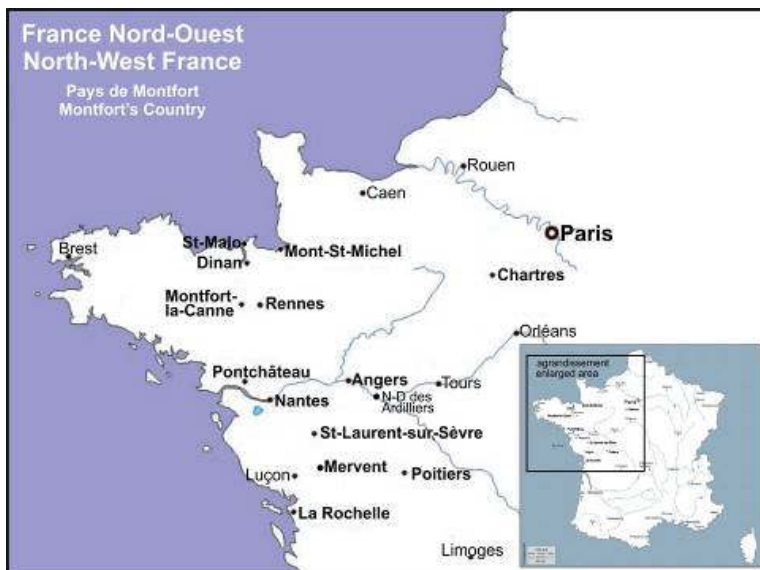 France Nord-Ouest
North-West France
Pays de Montfort
Montfort's Country
Rouen
Caen
Paris
St-Malo
Brest
Mont-St-Michel
Dinan
Chartres
Montfort-
la-Canne
Rennes
Orléans
agrandissement
enlarged area
Pontchâteau
Angers
Tours
N-D des
Ardilliers
Nantes
St-Laurent-sur-Sèvre
Mervent
Luçon
Poitiers
La Rochelle
Limoges